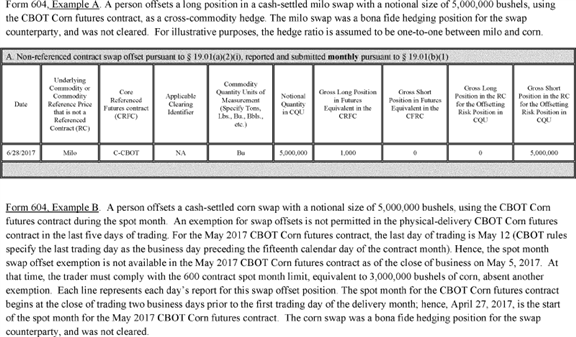 Form 604, Example A. A person offsets a long position in a cash-settled milo swap with a notional size of 5,000,000 bushels, using
the CBOT Corn futures contract, as a cross-commodity hedge. The milo swap was a bona fide hedging position for the swap
counterparty, and was not cleared. For illustrative purposes, the hedge ratio is assumed to be one-to-one between milo and corn.
A. Non-referenced contract swap offset pursuant to § 19.01(a)(2)(i), reported and submitted monthly pursuant to § 19.01(b)(1)
Date
Underlying
Commodity or
Commodity
Reference Price
that is not a
Referenced
Contract (RC)
Core
Referenced
Futures contract
(CRFC)
Applicable
Clearing
Identifier
Commodity
Quantity Units of
Measurement
(Specify Tons,
Lbs., Bu., Bbls.,
etc.)
Notional
Quantity
in CQU
Gross Long Position
in Futures
Equivalent in the
CRFC
Gross Short
Position in Futures
Equivalent in the
CFRC
Gross Long
Position in the RC
for the Offsetting
Risk Position in
CQU
Gross Short
Position in the RC
for the Offsetting
Risk Position in
CQU
6/28/2017 Milo C-CBOT NA Bu 5,000,000 1,000 0 0 5,000,000
Form 604, Example B. A person offsets a cash-settled corn swap with a notional size of 5,000,000 bushels, using the CBOT Corn
futures contract during the spot month. An exemption for swap offsets is not permitted in the physical-delivery CBOT Corn futures
contract in the last five days of trading. For the May 2017 CBOT Corn futures contract, the last day of trading is May 12 (CBOT rules
specify the last trading day as the business day preceding the fifteenth calendar day of the contract month). Hence, the spot month
swap offset exemption is not available in the May 2017 CBOT Corn futures contract as of the close of business on May 5, 2017. At
that time, the trader must comply with the 600 contract spot month limit, equivalent to 3,000,000 bushels of corn, absent another
exemption. Each line represents each day's report for this swap offset position. The spot month for the CBOT Corn futures contract
begins at the close of trading two business days prior to the first trading day of the delivery month; hence, April 27, 2017, is the start
of the spot month for the May 2017 CBOT Corn futures contract. The corn swap was a bona fide hedging position for the swap
counterparty, and was not cleared.